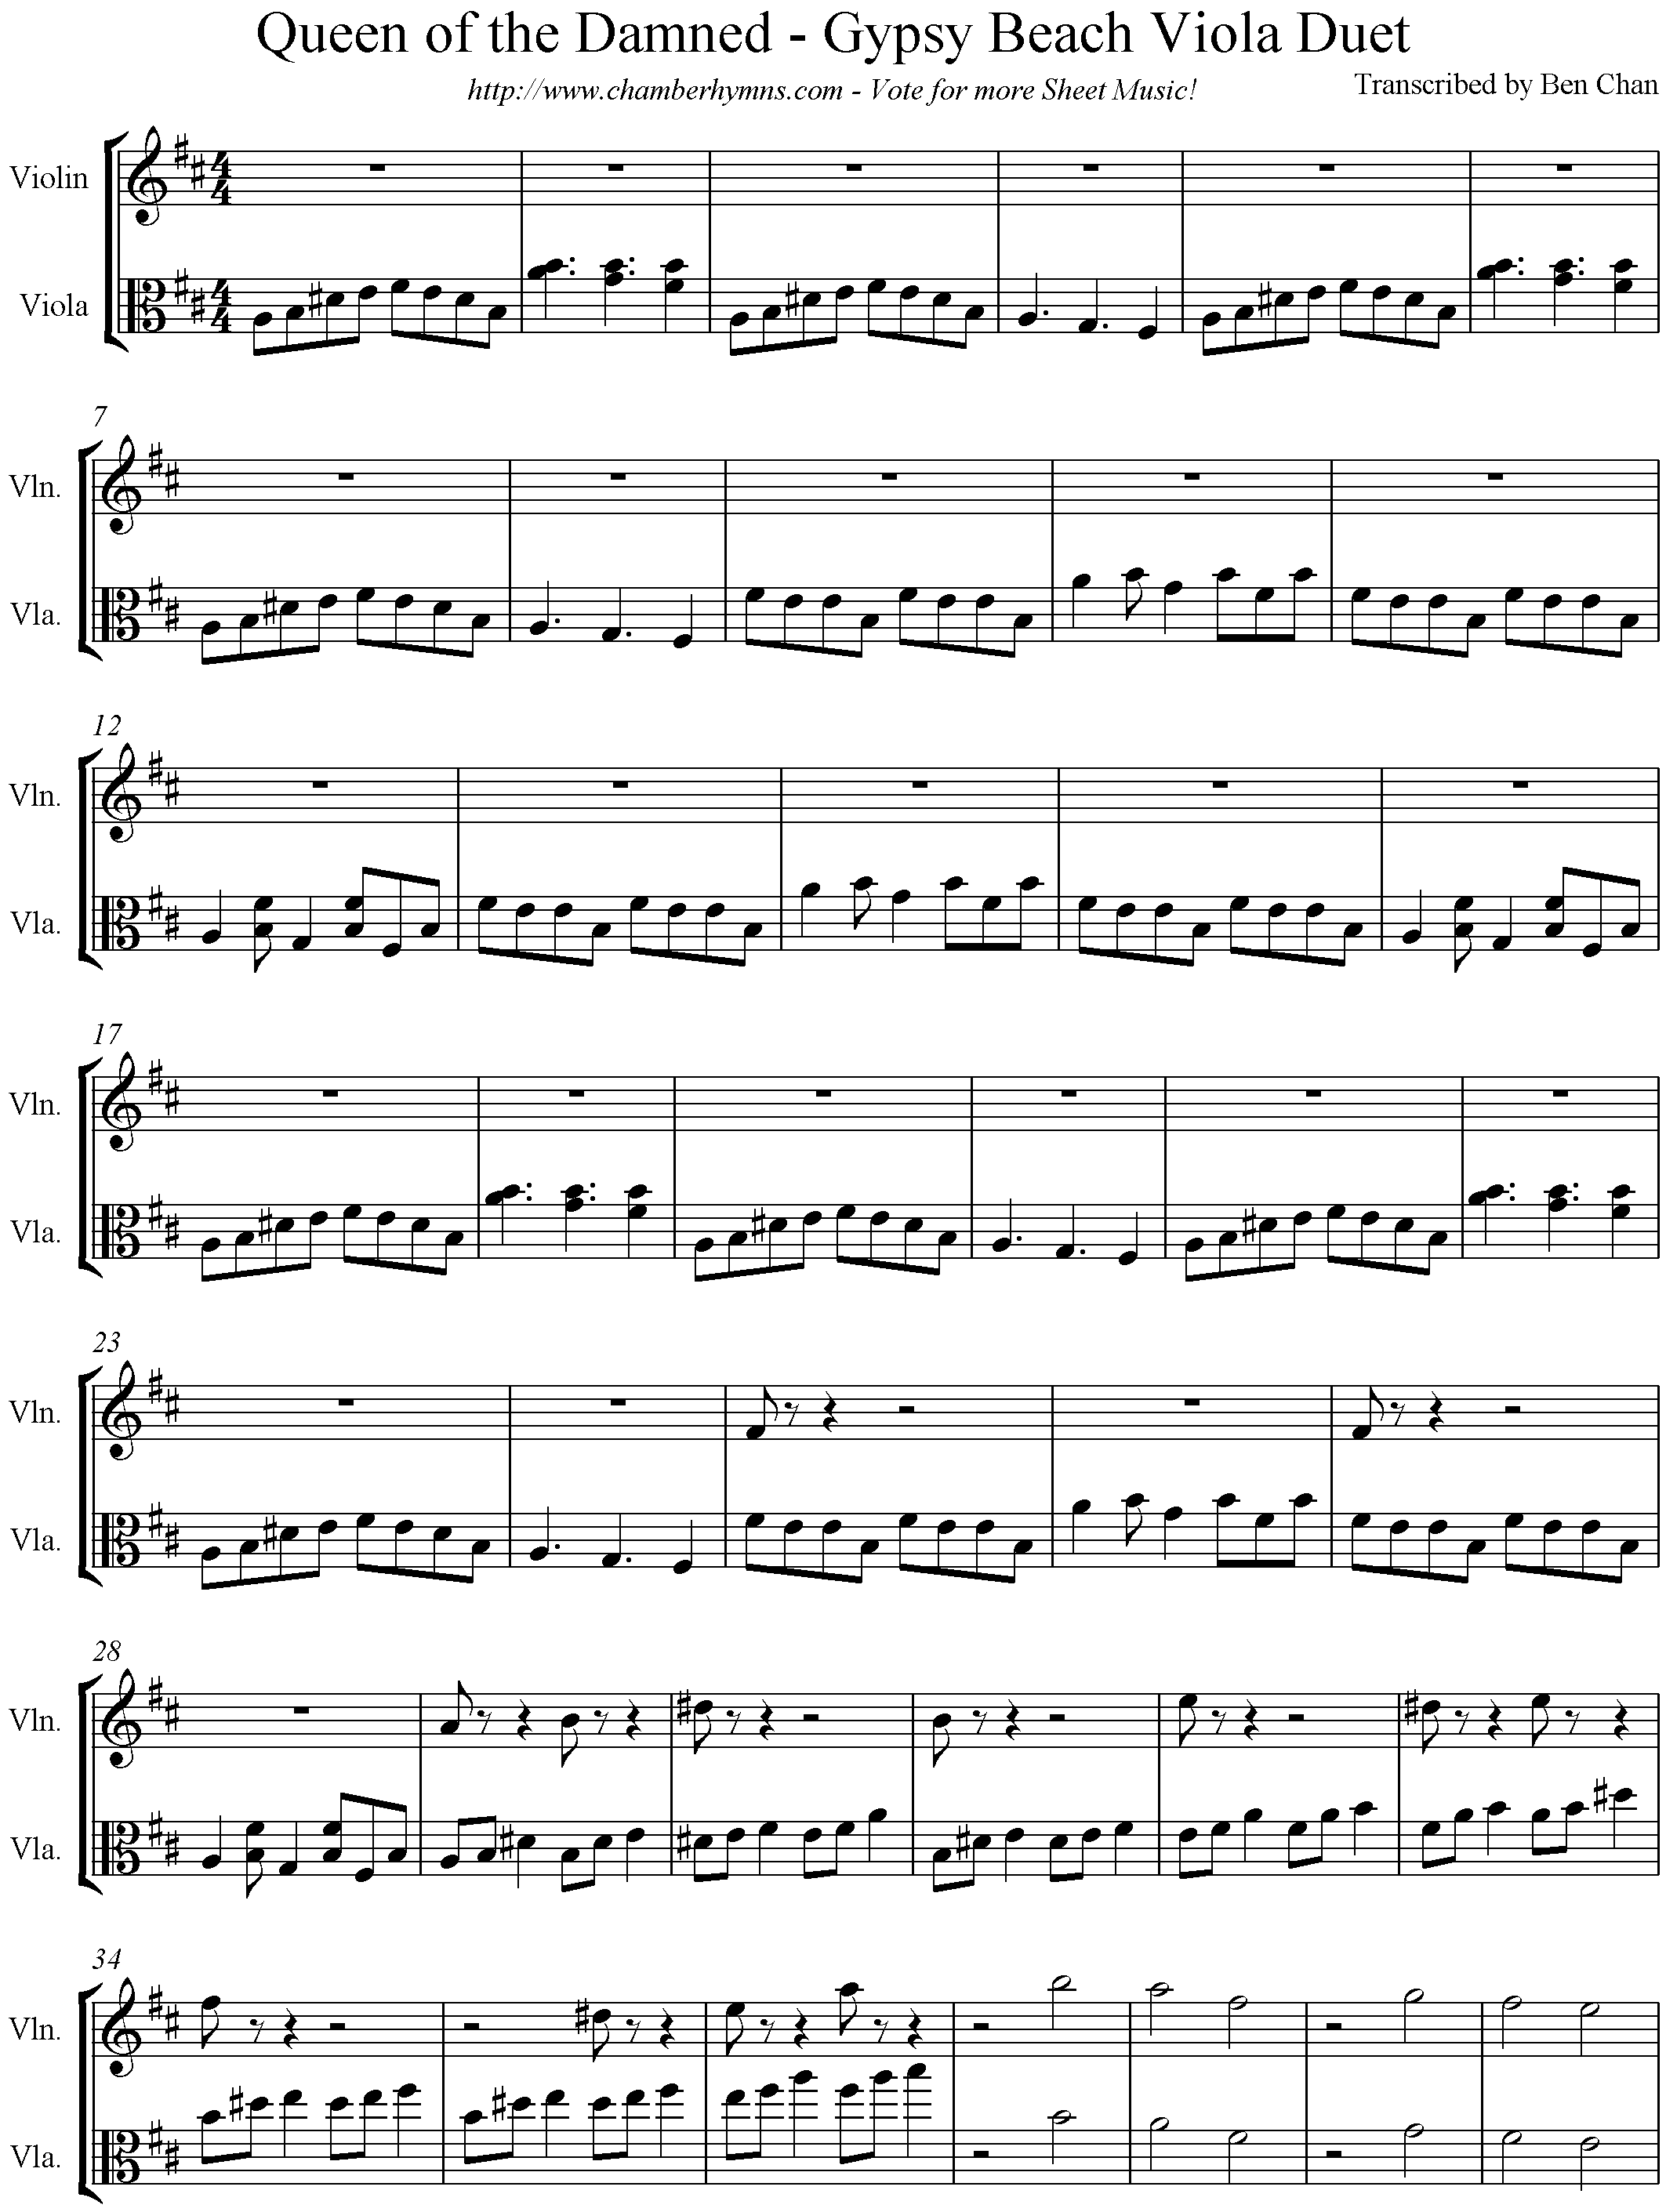 Queen of the Damned - Gypsy Beach Viola Duet
http://www.chamberhymns.com - Vote for more Sheet Music!
Transcribed by Ben Chan
Violin
4
4
Viola
4
4
7
Vln.
Vla.
12
Vln.
Vla.
17
Vln.
Vla.
23
Vln.
Vla.
28
Vln.
Vla.
34
Vln.
Vla.